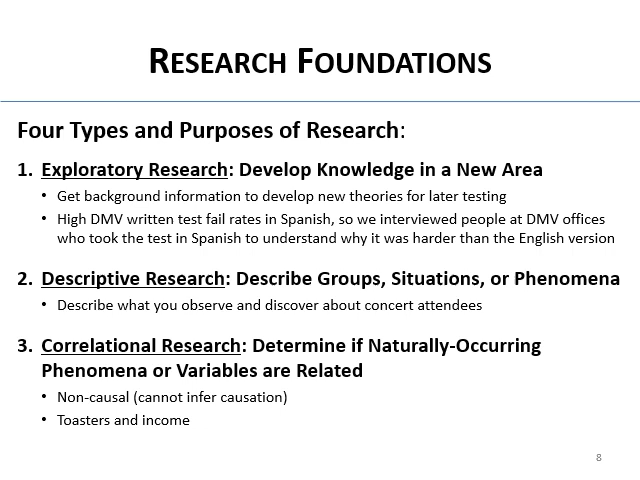 RESEARCH FOUNDATIONS
Four Types and Purposes of Research:
1. Exploratory Research: Develop Knowledge in a New Area
• Get background information to develop new theories for later testing
• High DMV written test fail rates in Spanish, so we interviewed people at DMV offices
who took the test in Spanish to understand why it was harder than the English version
2. Descriptive Research: Describe Groups, Situations, or Phenomena
• Describe what you observe and discover about concert attendees
3. Correlational Research: Determine if Naturally-Occurring
Phenomena or Variables are Related
• Non-causal (cannot infer causation)
• Toasters and income
8